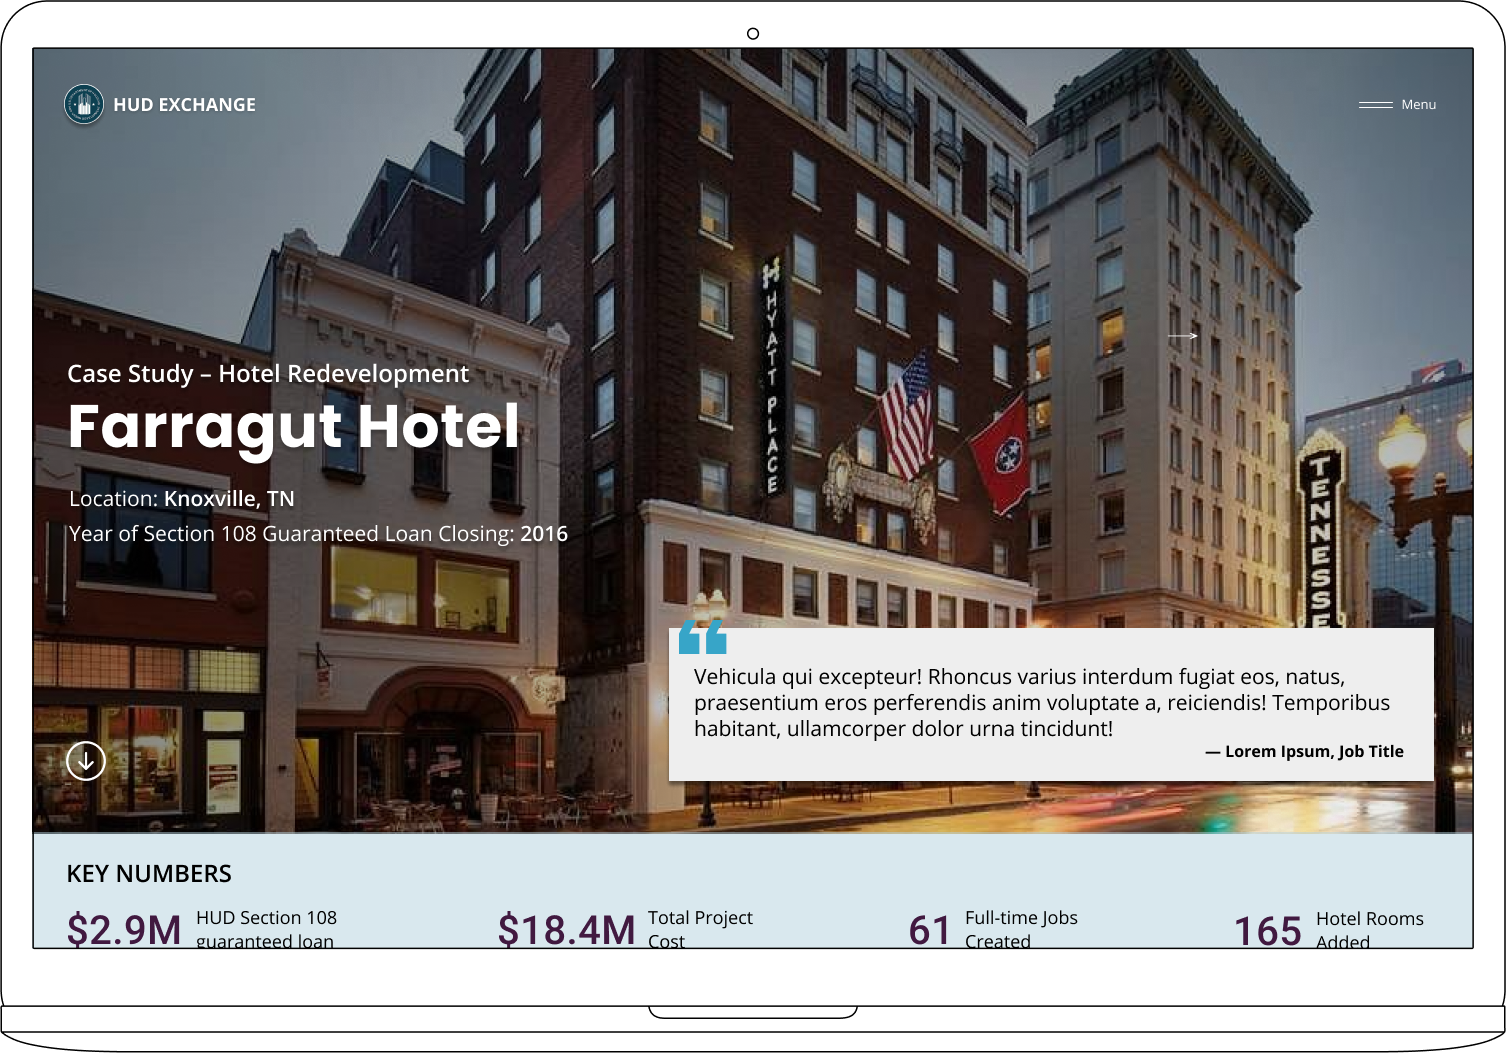 HUD EXCHANGE
Menu
HYATT PLACE
Case Study – Hotel Redevelopment
Farragut Hotel
Location: Knoxville, TN
Year of Section 108 Guaranteed Loan Closing: 2016
TENNESSE
Vehicula qui excepteur! Rhoncus varius interdum fugiat eos, natus,
praesentium eros perferendis anim voluptate a, reiciendis! Temporibus
habitant, ullamcorper dolor urna tincidunt!
— Lorem Ipsum, Job Title
KEY NUMBERS
$2.9M HUD Section 108
guaranteed loan
$18.4M Total Project
Cost
61 Full-time Jobs
Created
165 Hotel Rooms
Added